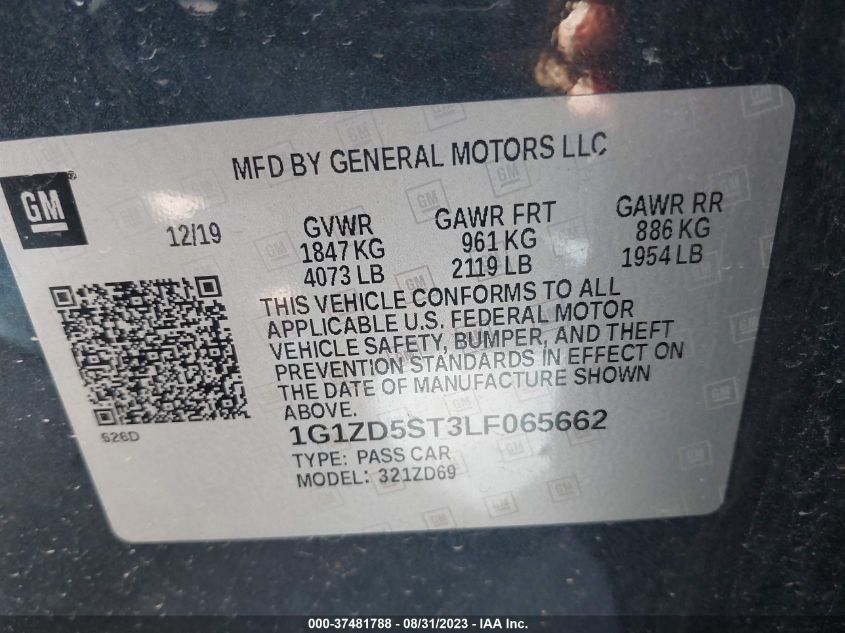 MFD BY GENERAL MOTORS LLC
GM
12/19
GVWR
1847 KG
4073 LB
GAWR FRT
961 KG
2119 LB
GAWR RR
886 KG
1954 LB
THIS VEHICLE CONFORMS TO ALL
APPLICABLE U.S. FEDERAL MOTOR
VEHICLE SAFETY, BUMPER, AND THEFT
PREVENTION STANDARDS IN EFFECT ON
THE DATE OF MANUFACTURE SHOWN
ABOVE.
626D
1G1ZD5ST3LF065662
TYPE: PASS CAR
MODEL: 321ZD69
000-37481788 - 08/31/2023 - IAA Inc.